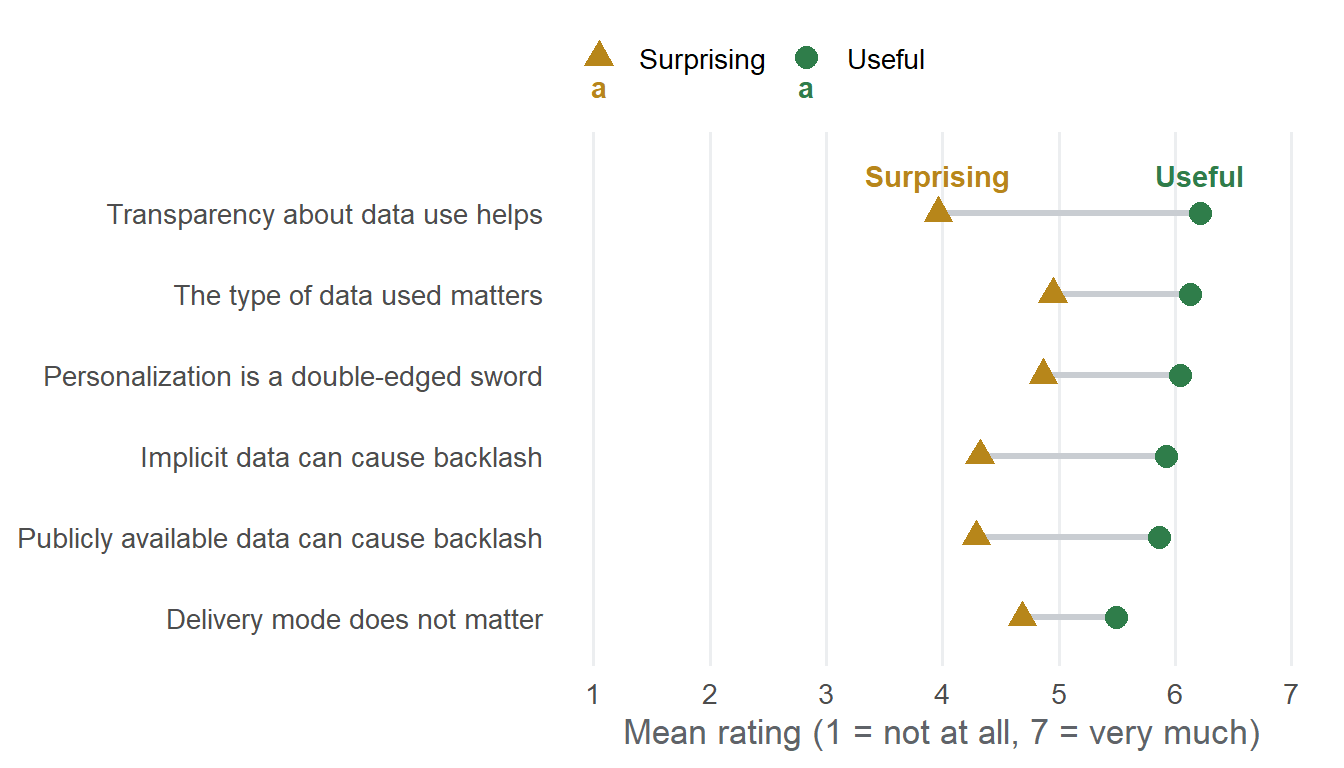 Surprising Useful
a a
Surprising Useful
Transparency about data use helps
The type of data used matters
Personalization is a double-edged sword
Implicit data can cause backlash
Publicly available data can cause backlash
Delivery mode does not matter
1 2 3 4 5 6 7
Mean rating (1 = not at all, 7 = very much)